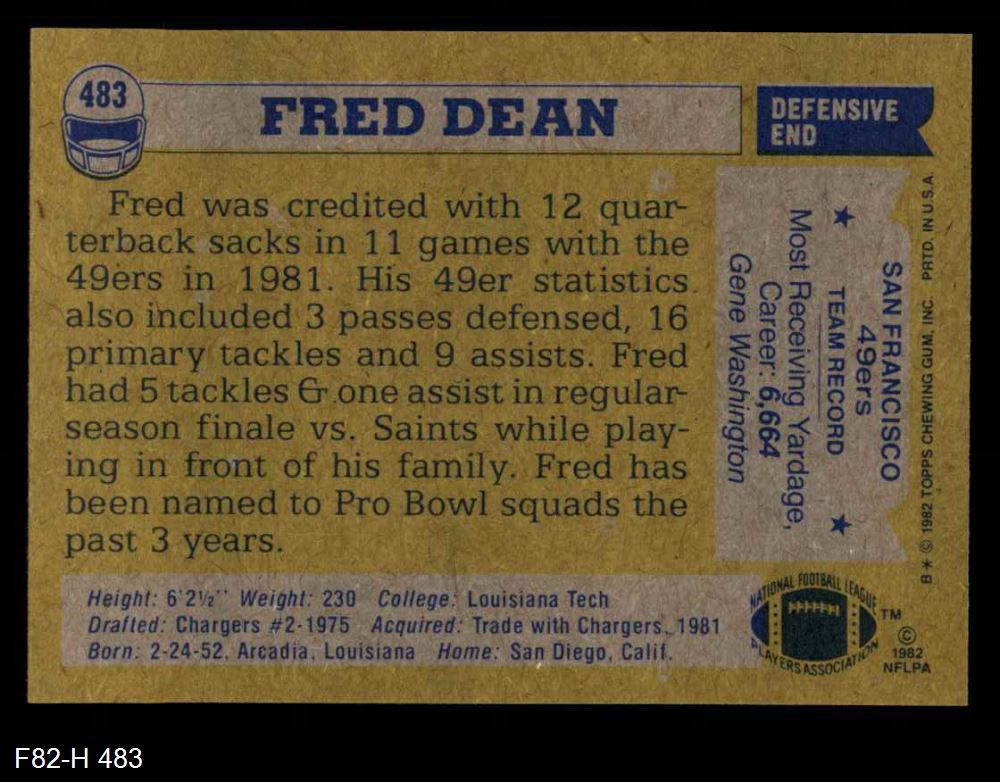 483
FRED DEAN
DEFENSIVE
END
Fred was credited with 12 quar-
terback sacks in 11 games with the
49ers in 1981. His 49er statistics
also included 3 passes defensed, 16
primary tackles and 9 assists. Fred
had 5 tackles & one assist in regular-
season finale vs. Saints while play-
ing in front of his family. Fred has
been named to Pro Bowl squads the
past 3 years.
SAN FRANCISCO
49ers
★ TEAM RECORD ★
Most Receiving Yardage,
Career: 6,664
Gene Washington
B* © 1982 TOPPS CHEWING GUM, INC. PRTD. IN U.S.A.
Height: 6'2½" Weight: 230 College: Louisiana Tech
Drafted: Chargers #2-1975 Acquired: Trade with Chargers, 1981
Born: 2-24-52, Arcadia, Louisiana Home: San Diego, Calif.
NATIONAL FOOTBALL LEAGUE
PLAYERS ASSOCIATION
TM
©
1982
NFLPA
F82-H 483